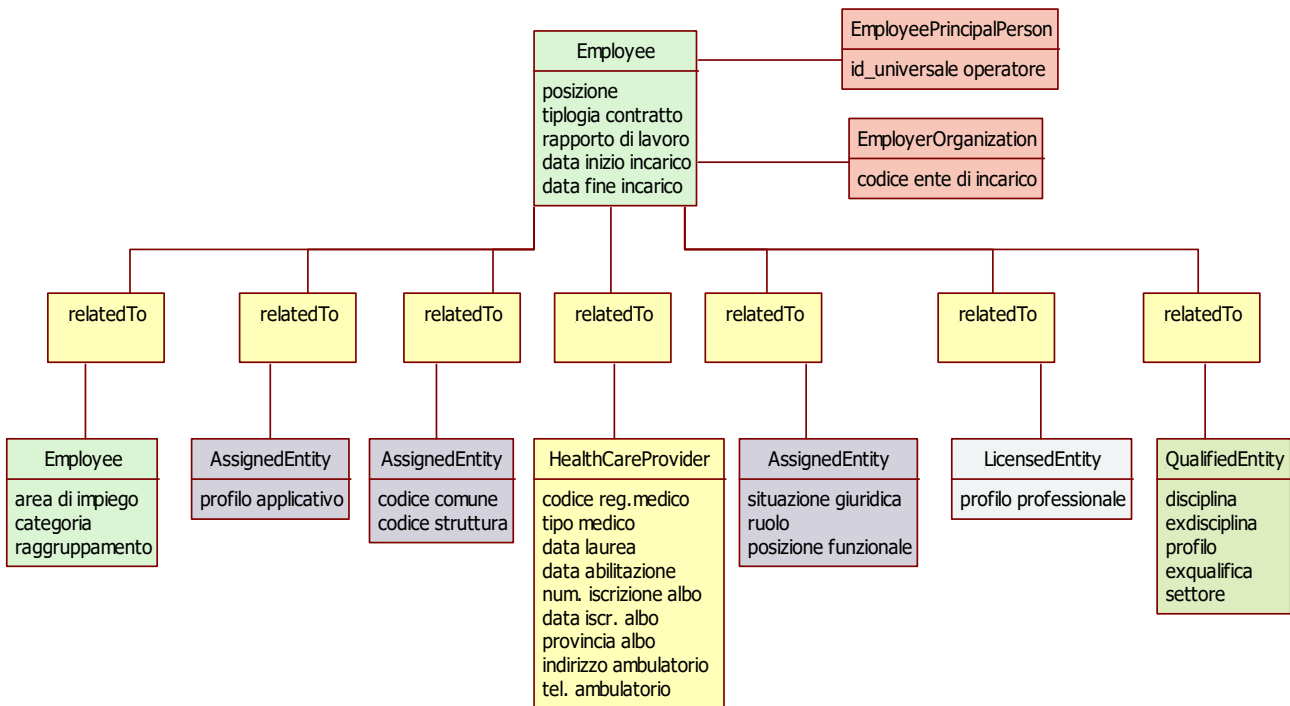 Employee
posizione
tiplogia contratto
rapporto di lavoro
data inizio incarico
data fine incarico
EmployeePrincipalPerson
id_universale operatore
EmployerOrganization
codice ente di incarico
relatedTo
relatedTo
relatedTo
relatedTo
relatedTo
relatedTo
relatedTo
Employee
area di impiego
categoria
raggruppamento
AssignedEntity
profilo applicativo
AssignedEntity
codice comune
codice struttura
HealthCareProvider
codice reg.medico
tipo medico
data laurea
data abilitazione
num. iscrizione albo
data iscr. albo
provincia albo
indirizzo ambulatorio
tel. ambulatorio
AssignedEntity
situazione giuridica
ruolo
posizione funzionale
LicensedEntity
profilo professionale
QualifiedEntity
disciplina
exdisciplina
profilo
exqualifica
settore